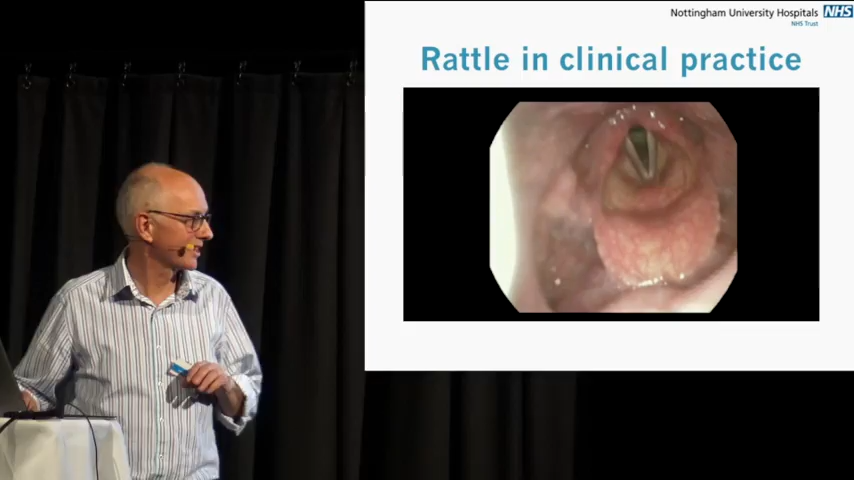 Nottingham University Hospitals NHS
NHS Trust
Rattle in clinical practice